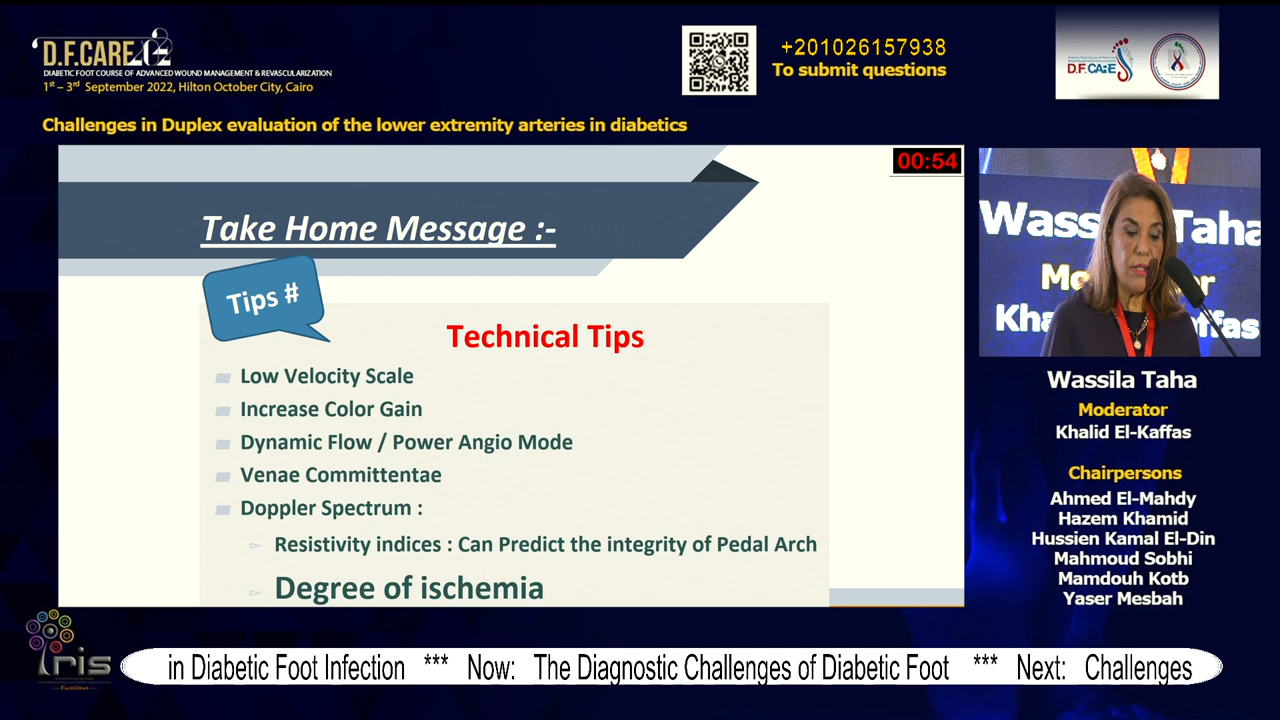 D.F.CARE
DIABETIC FOOT COURSE OF ADVANCED WOUND MANAGEMENT & REVASCULARIZATION
1st – 3rd September 2022, Hilton October City, Cairo
+201026157938
To submit questions
D.F.CARE
Challenges in Duplex evaluation of the lower extremity arteries in diabetics
00:54
Take Home Message :-
Tips #
Technical Tips
Low Velocity Scale
Increase Color Gain
Dynamic Flow / Power Angio Mode
Venae Committentae
Doppler Spectrum :
Resistivity indices : Can Predict the integrity of Pedal Arch
Degree of ischemia
Wassila Taha
Wassila Taha
Moderator
Khalid El-Kaffas
Chairpersons
Ahmed El-Mahdy
Hazem Khamid
Hussien Kamal El-Din
Mahmoud Sobhi
Mamdouh Kotb
Yaser Mesbah
iris
Excellence
in Diabetic Foot Infection *** Now: The Diagnostic Challenges of Diabetic Foot *** Next: Challenges